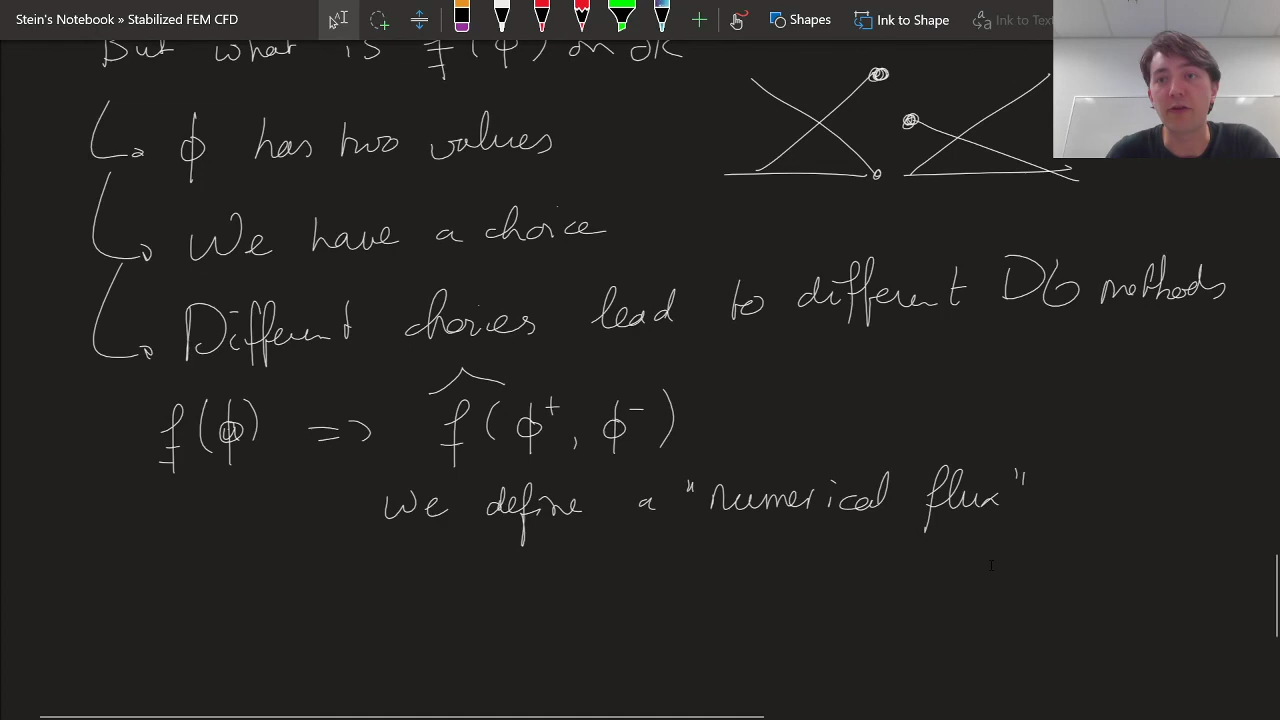 Stein's Notebook » Stabilized FEM CFD
Shapes
Ink to Shape
Ink to Text
But what is f(φ) on ∂K
↳ φ has two values
↳ We have a choice
↳ Different choices lead to different DG methods
f(φ) => f̂(φ⁺, φ⁻)
we define a "numerical flux"